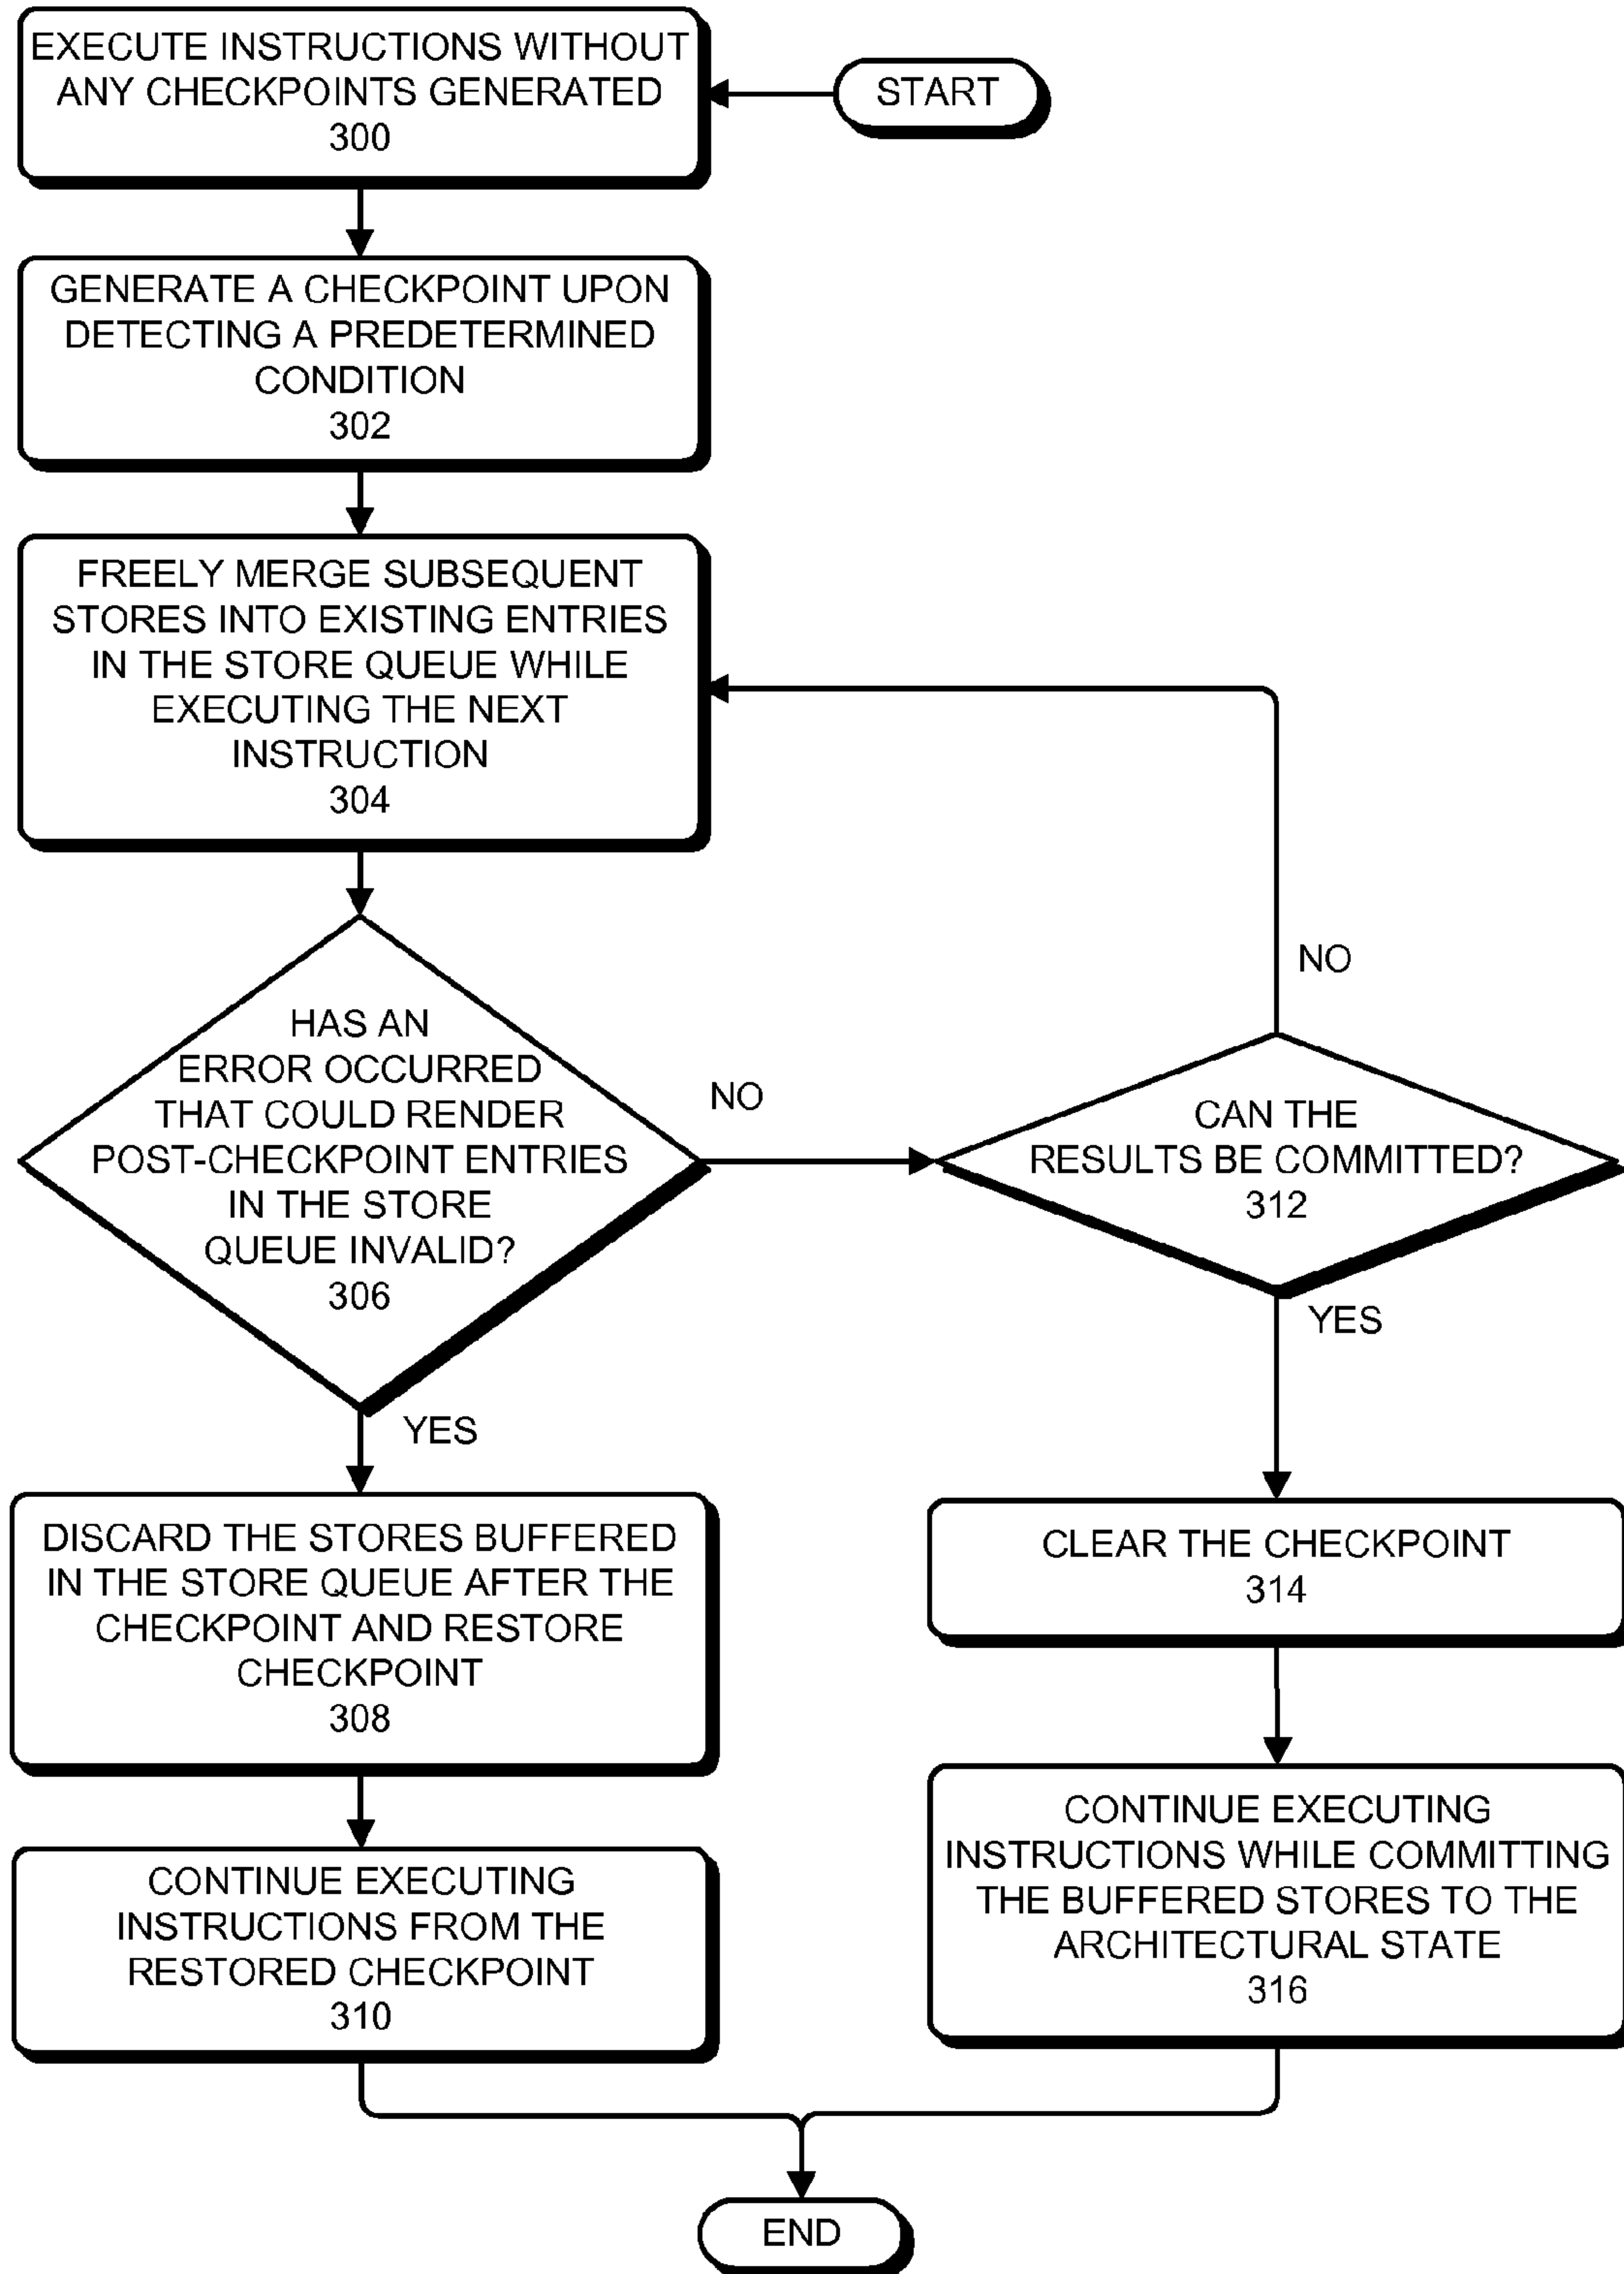 EXECUTE INSTRUCTIONS WITHOUT
ANY CHECKPOINTS GENERATED
300
START
GENERATE A CHECKPOINT UPON
DETECTING A PREDETERMINED
CONDITION
302
FREELY MERGE SUBSEQUENT
STORES INTO EXISTING ENTRIES
IN THE STORE QUEUE WHILE
EXECUTING THE NEXT
INSTRUCTION
304
HAS AN
ERROR OCCURRED
THAT COULD RENDER
POST-CHECKPOINT ENTRIES
IN THE STORE
QUEUE INVALID?
306
NO
YES
CAN THE
RESULTS BE COMMITTED?
312
NO
YES
DISCARD THE STORES BUFFERED
IN THE STORE QUEUE AFTER THE
CHECKPOINT AND RESTORE
CHECKPOINT
308
CONTINUE EXECUTING
INSTRUCTIONS FROM THE
RESTORED CHECKPOINT
310
CLEAR THE CHECKPOINT
314
CONTINUE EXECUTING
INSTRUCTIONS WHILE COMMITTING
THE BUFFERED STORES TO THE
ARCHITECTURAL STATE
316
END